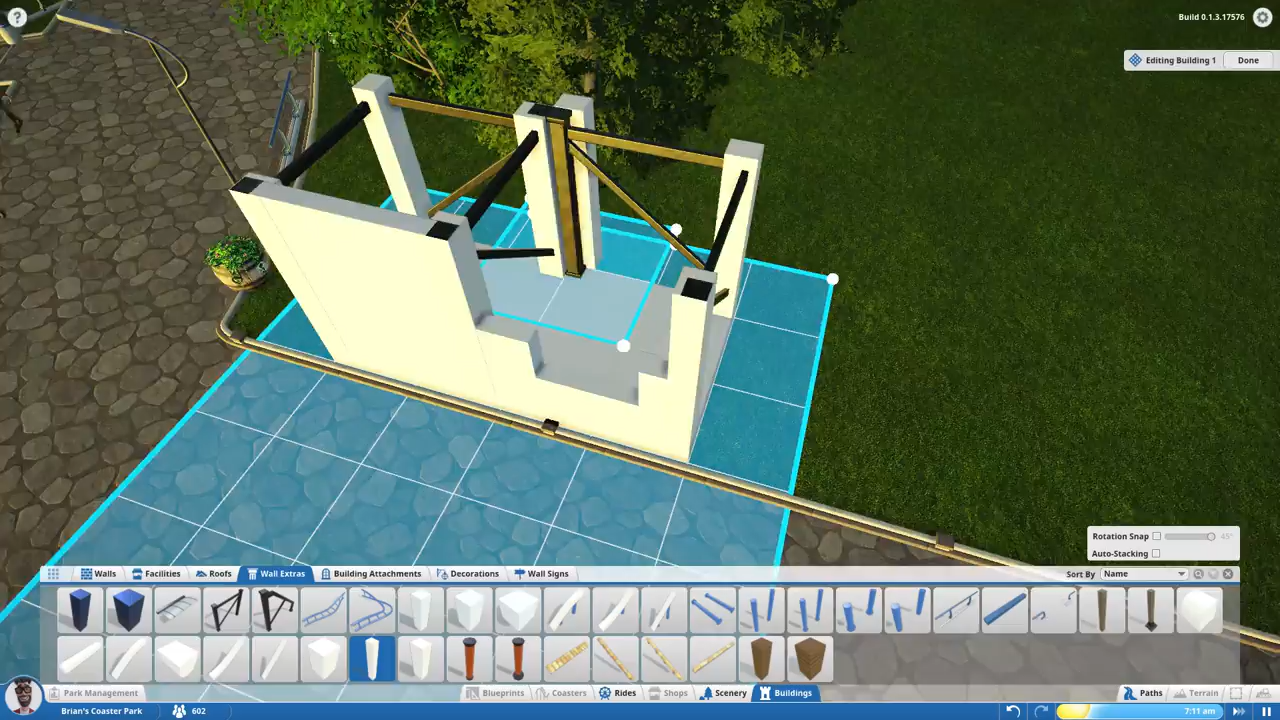 ?
Build 0.1.3.17576
Editing Building 1
Done
Rotation Snap
45°
Auto-Stacking
Walls
Facilities
Roofs
Wall Extras
Building Attachments
Decorations
Wall Signs
Sort By
Name
Park Management
Blueprints
Coasters
Rides
Shops
Scenery
Buildings
Paths
Terrain
Brian's Coaster Park
602
7:11 am